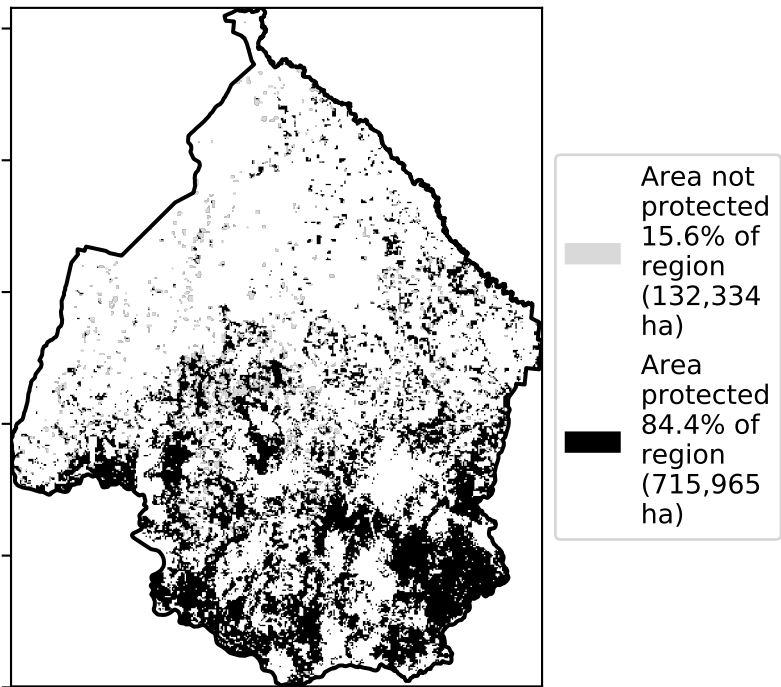 Area not
protected
15.6% of
region
(132,334
ha)
Area
protected
84.4% of
region
(715,965
ha)